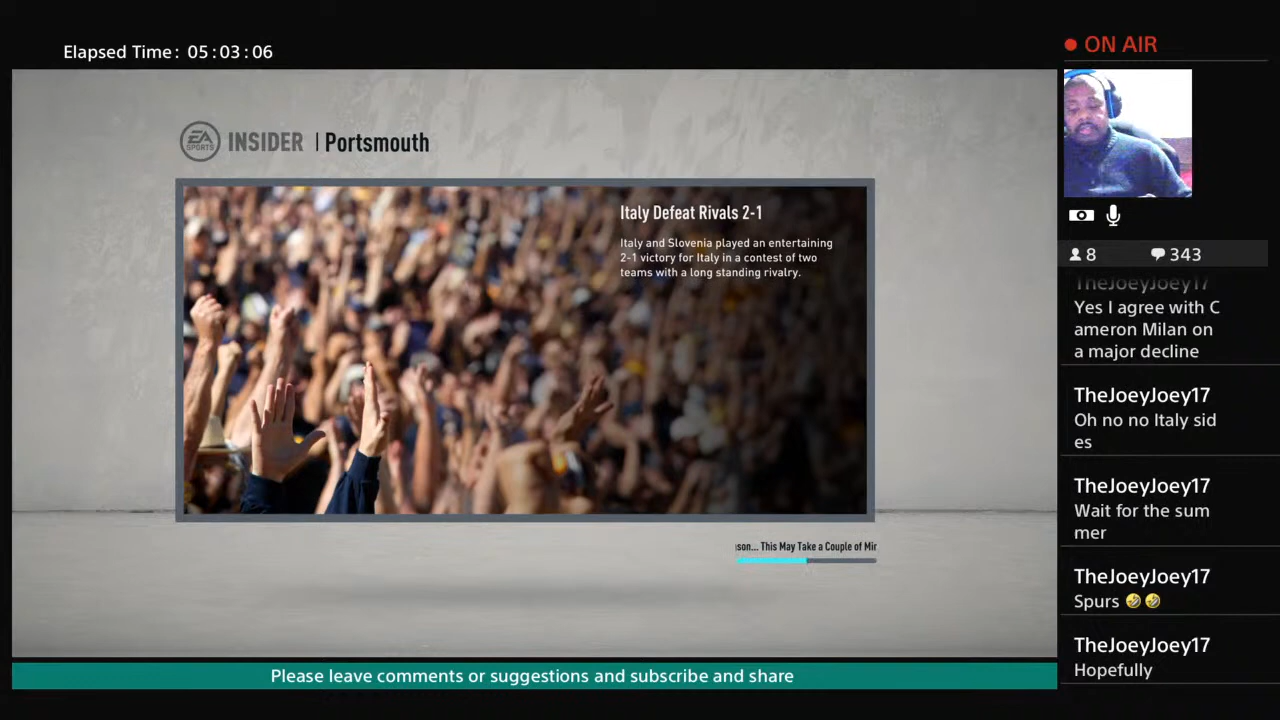 Elapsed Time: 05:03:06
ON AIR
EA
SPORTS
INSIDER | Portsmouth
Italy Defeat Rivals 2-1
Italy and Slovenia played an entertaining
2-1 victory for Italy in a contest of two
teams with a long standing rivalry.
... This May Take a Couple of
8 343
TheJoeyJoey17
Yes I agree with C
ameron Milan on
a major decline
TheJoeyJoey17
Oh no no Italy sid
es
TheJoeyJoey17
Wait for the sum
mer
TheJoeyJoey17
Spurs 🤣🤣
TheJoeyJoey17
Hopefully
Please leave comments or suggestions and subscribe and share